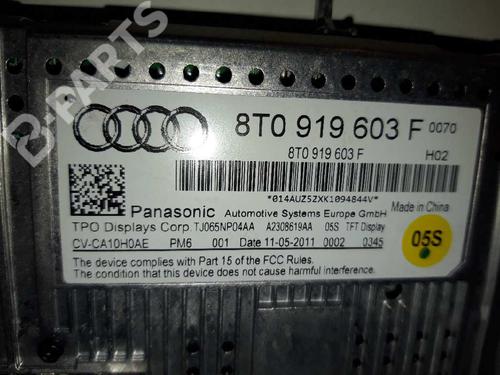 B-PARTS
8T0 919 603 F 0070
8T0 919 603 F H02
*014AUZ5ZXK1094844V*
Made in China
Panasonic Automotive Systems Europe GmbH
TPO Displays Corp. TJ065NP04AA A2308619AA 05S TFT Display
CV-CA10H0AE PM6 001 Date 11-05-2011 0002 0345
05S
The device complies with Part 15 of the FCC Rules.
The condition that this device does not cause harmful interference.